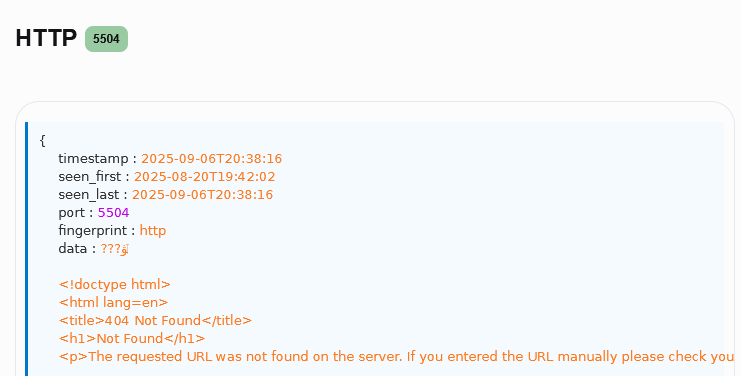 HTTP 5504
{
timestamp : 2025-09-06T20:38:16
seen_first : 2025-08-20T19:42:02
seen_last : 2025-09-06T20:38:16
port : 5504
fingerprint : http
data : ???
<!doctype html>
<html lang=en>
<title>404 Not Found</title>
<h1>Not Found</h1>
<p>The requested URL was not found on the server. If you entered the URL manually please check you